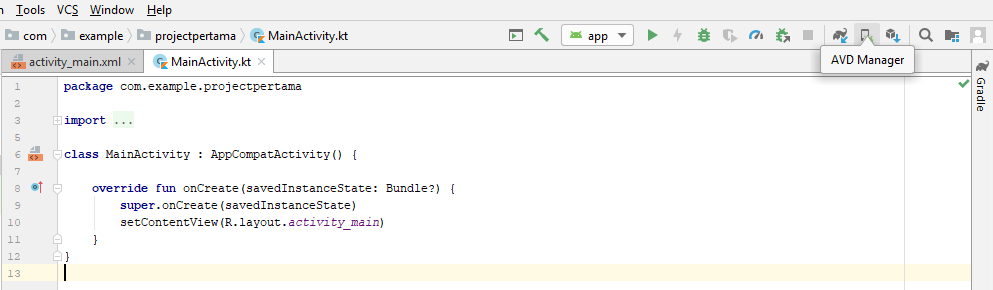 Tools VCS Window Help
com example projectpertama MainActivity.kt app
AVD Manager
activity_main.xml MainActivity.kt
Gradle
1 package com.example.projectpertama
2
3 import ...
5
6 class MainActivity : AppCompatActivity() {
7
8 override fun onCreate(savedInstanceState: Bundle?) {
9 super.onCreate(savedInstanceState)
10 setContentView(R.layout.activity_main)
11 }
12 }
13